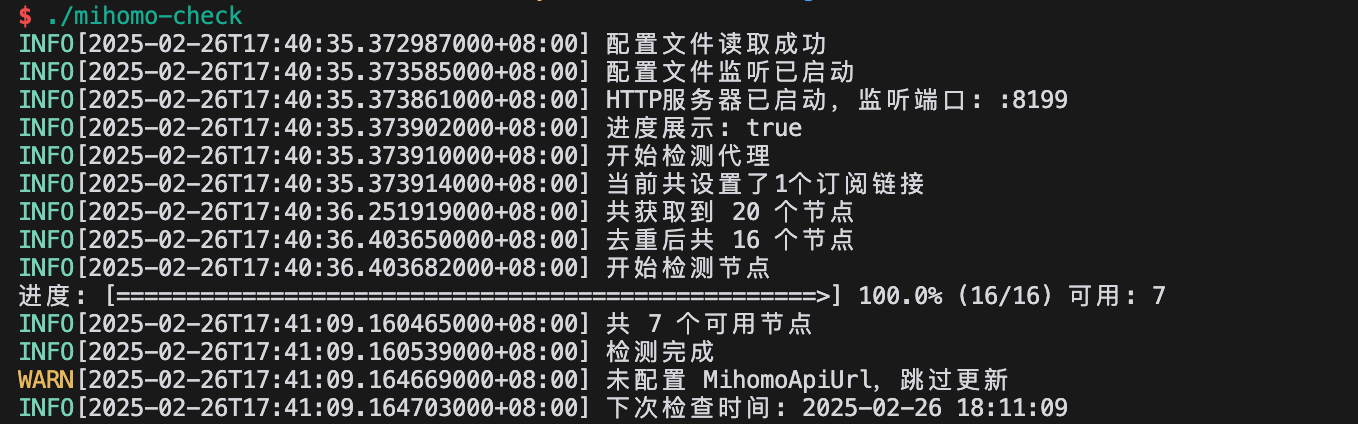 $ ./mihomo-check
INFO[2025-02-26T17:40:35.372987000+08:00] 配置文件读取成功
INFO[2025-02-26T17:40:35.373585000+08:00] 配置文件监听已启动
INFO[2025-02-26T17:40:35.373861000+08:00] HTTP服务器已启动, 监听端口: :8199
INFO[2025-02-26T17:40:35.373902000+08:00] 进度展示: true
INFO[2025-02-26T17:40:35.373910000+08:00] 开始检测代理
INFO[2025-02-26T17:40:35.373914000+08:00] 当前共设置了1个订阅链接
INFO[2025-02-26T17:40:36.251919000+08:00] 共获取到 20 个节点
INFO[2025-02-26T17:40:36.403650000+08:00] 去重后共 16 个节点
INFO[2025-02-26T17:40:36.403682000+08:00] 开始检测节点
进度: [==================================================>] 100.0% (16/16) 可用: 7
INFO[2025-02-26T17:41:09.160465000+08:00] 共 7 个可用节点
INFO[2025-02-26T17:41:09.160539000+08:00] 检测完成
WARN[2025-02-26T17:41:09.164669000+08:00] 未配置 MihomoApiUrl, 跳过更新
INFO[2025-02-26T17:41:09.164703000+08:00] 下次检查时间: 2025-02-26 18:11:09